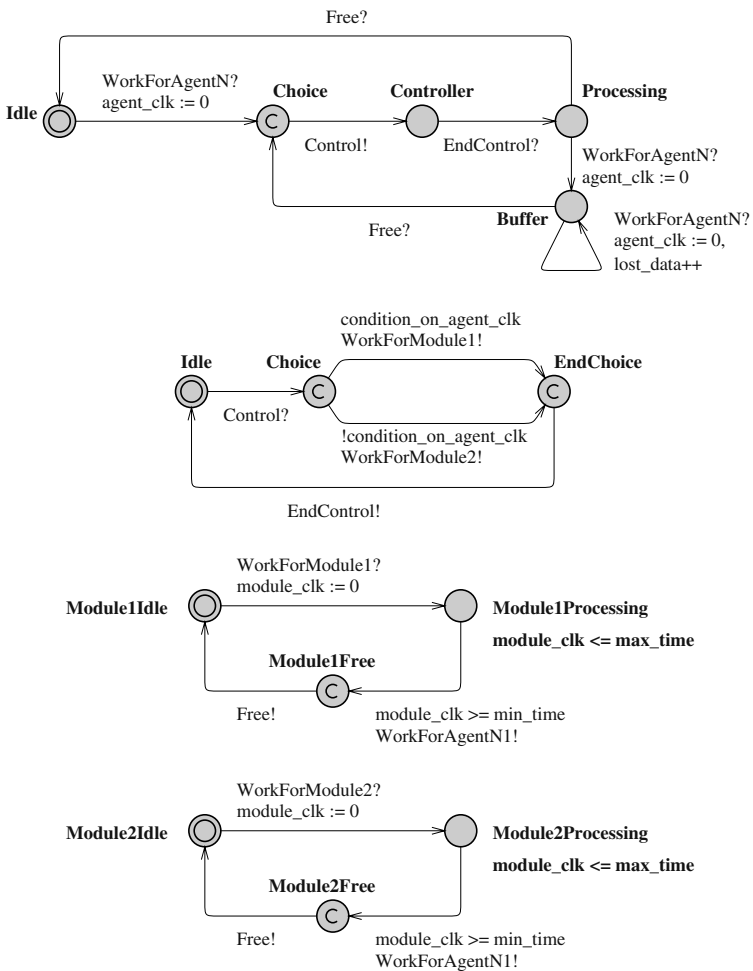 Free?
WorkForAgentN?
agent_clk := 0
Idle
Choice
Controller
Processing
Control!
EndControl?
WorkForAgentN?
agent_clk := 0
C
Buffer
Free?
WorkForAgentN?
agent_clk := 0,
lost_data++
condition_on_agent_clk
WorkForModule1!
Idle
Choice
EndChoice
C
C
Control?
!condition_on_agent_clk
WorkForModule2!
EndControl!
WorkForModule1?
module_clk := 0
Module1Idle
Module1Processing
module_clk <= max_time
Module1Free
C
Free!
module_clk >= min_time
WorkForAgentN1!
WorkForModule2?
module_clk := 0
Module2Idle
Module2Processing
module_clk <= max_time
Module2Free
C
Free!
module_clk >= min_time
WorkForAgentN1!